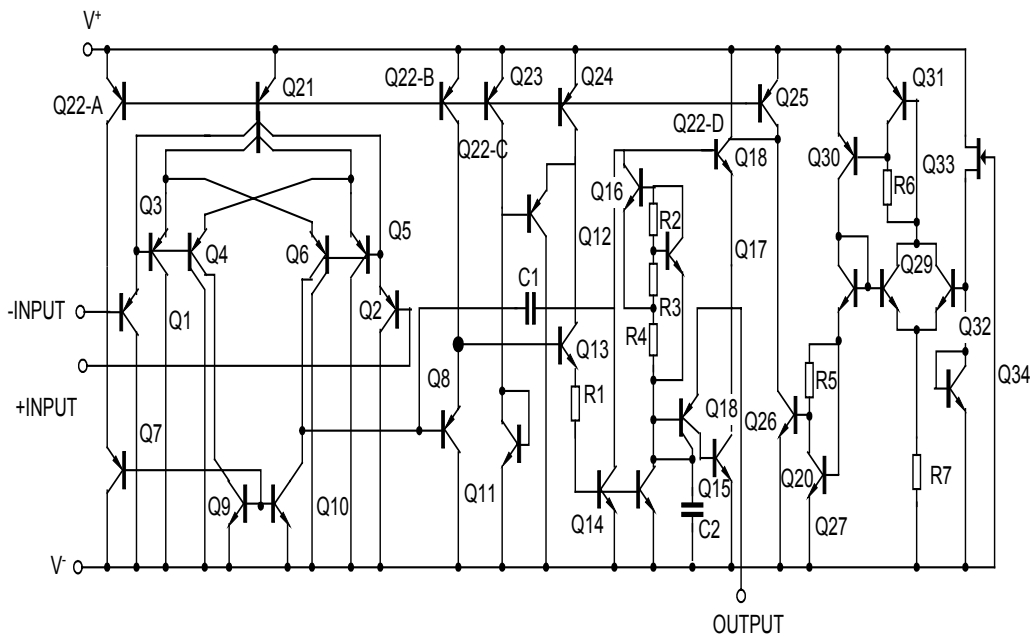 V+
Q22-A
Q21
Q22-B
Q23
Q24
Q25
Q31
Q22-C
Q22-D
Q18
Q30
Q33
R6
Q3
Q4
Q6
Q5
Q16
R2
Q12
Q17
Q29
C1
R3
-INPUT
Q1
Q2
R4
Q32
Q13
Q34
+INPUT
Q8
R1
R5
Q7
Q18
Q26
Q9
Q10
Q11
Q14
Q15
C2
Q20
Q27
R7
V-
OUTPUT